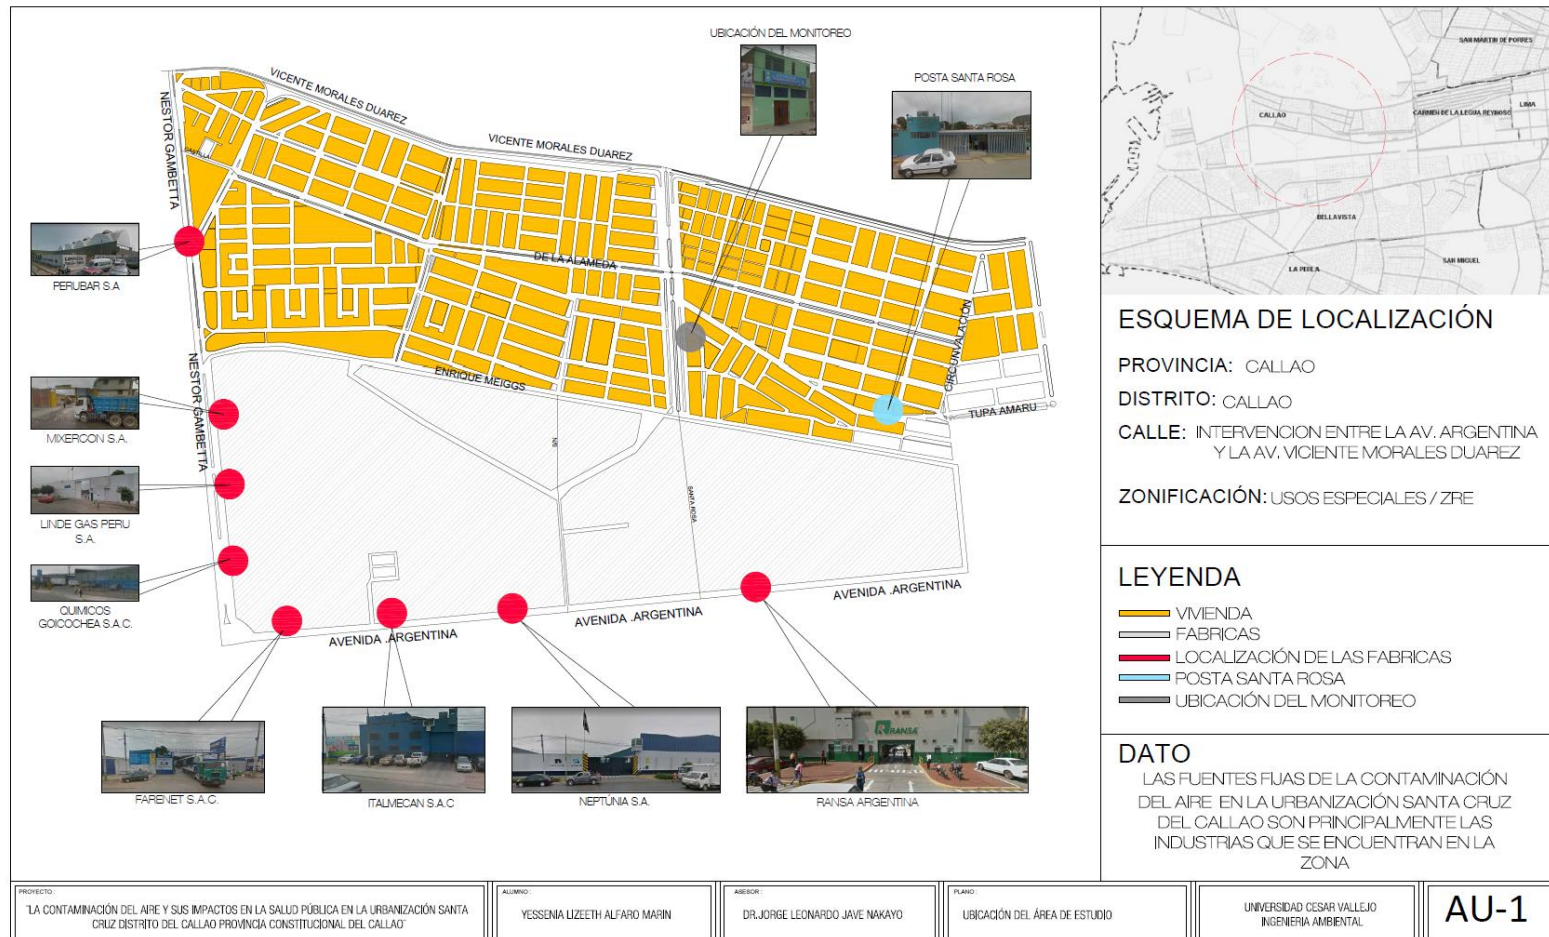 UBICACIÓN DEL MONITOREO
POSTA SANTA ROSA
VICENTE MORALES DUAREZ
VICENTE MORALES DUAREZ
NESTOR GAMBETTA
CASTILLA
PERUBAR S.A
DE LA ALAMEDA
CIRCUNVALACIÓN
ENRIQUE MEIGGS
TUPA AMARU
NESTOR GAMBETTA
MIXERCON S.A.
LINDE GAS PERU
S.A.
SANTA ROSA
QUIMICOS
GOICOCHEA S.A.C.
AVENIDA .ARGENTINA
AVENIDA .ARGENTINA
AVENIDA .ARGENTINA
RANSA
FARENET S.A.C.
ITALMECAN S.A.C
NEPTÚNIA S.A.
RANSA ARGENTINA
SAN MARTIN DE PORRES
CALLAO
CARMEN DE LA LEGUA REYNOSO
LIMA
BELLAVISTA
LA PERLA
SAN MIGUEL
ESQUEMA DE LOCALIZACIÓN
PROVINCIA: CALLAO
DISTRITO: CALLAO
CALLE: INTERVENCION ENTRE LA AV. ARGENTINA
Y LA AV. VICIENTE MORALES DUAREZ
ZONIFICACIÓN: USOS ESPECIALES / ZRE
LEYENDA
VIVIENDA
FABRICAS
LOCALIZACIÓN DE LAS FABRICAS
POSTA SANTA ROSA
UBICACIÓN DEL MONITOREO
DATO
LAS FUENTES FIJAS DE LA CONTAMINACIÓN
DEL AIRE EN LA URBANIZACIÓN SANTA CRUZ
DEL CALLAO SON PRINCIPALMENTE LAS
INDUSTRIAS QUE SE ENCUENTRAN EN LA
ZONA
PROYECTO :
"LA CONTAMINACIÓN DEL AIRE Y SUS IMPACTOS EN LA SALUD PÚBLICA EN LA URBANIZACIÓN SANTA
CRUZ DISTRITO DEL CALLAO PROVINCIA CONSTITUCIONAL DEL CALLAO"
ALUMNO :
YESSENIA LIZEETH ALFARO MARIN
ASESOR :
DR.JORGE LEONARDO JAVE NAKAYO
PLANO :
UBICACIÓN DEL ÁREA DE ESTUDIO
UNIVERSIDAD CESAR VALLEJO
INGENIERIA AMBIENTAL
AU-1